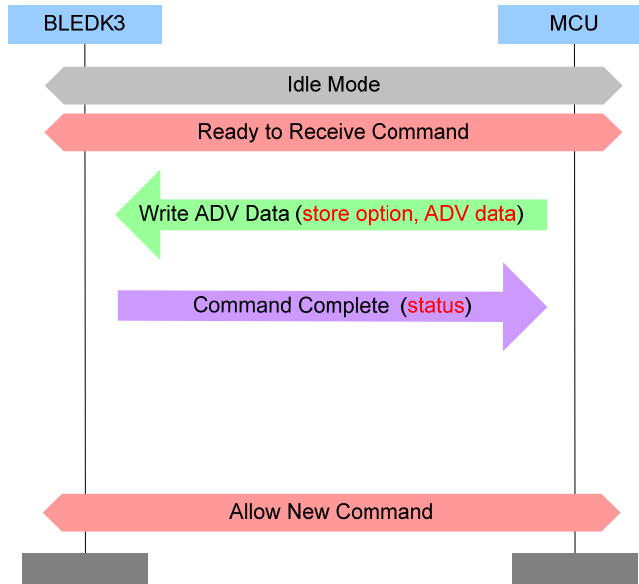 BLEDK3 MCU
Idle Mode
Ready to Receive Command
Write ADV Data (store option, ADV data)
Command Complete (status)
Allow New Command